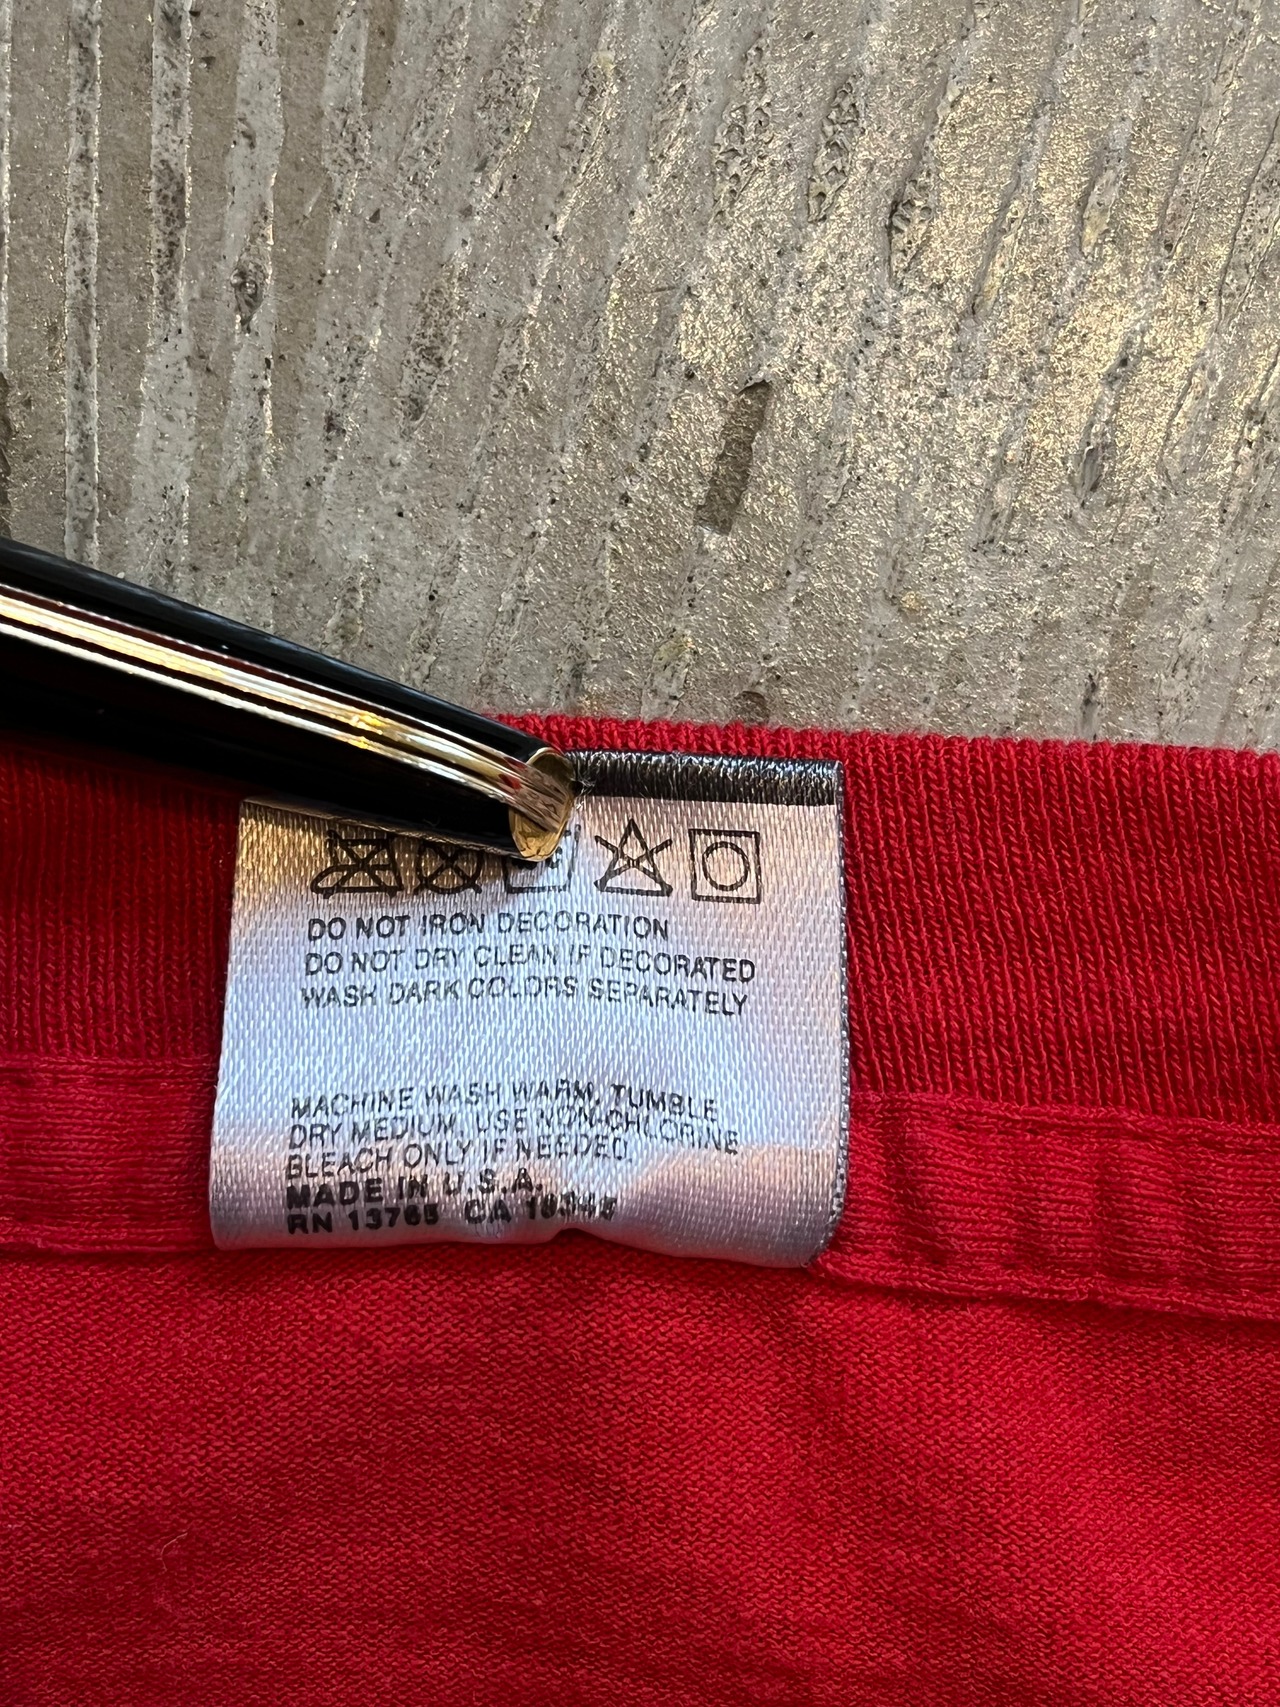 DO NOT IRON DECORATION
DO NOT DRY CLEAN IF DECORATED
WASH DARK COLORS SEPARATELY
MACHINE WASH WARM, TUMBLE
DRY MEDIUM, USE NON-CHLORINE
BLEACH ONLY IF NEEDED.
MADE IN U.S.A.
RN 13765 CA